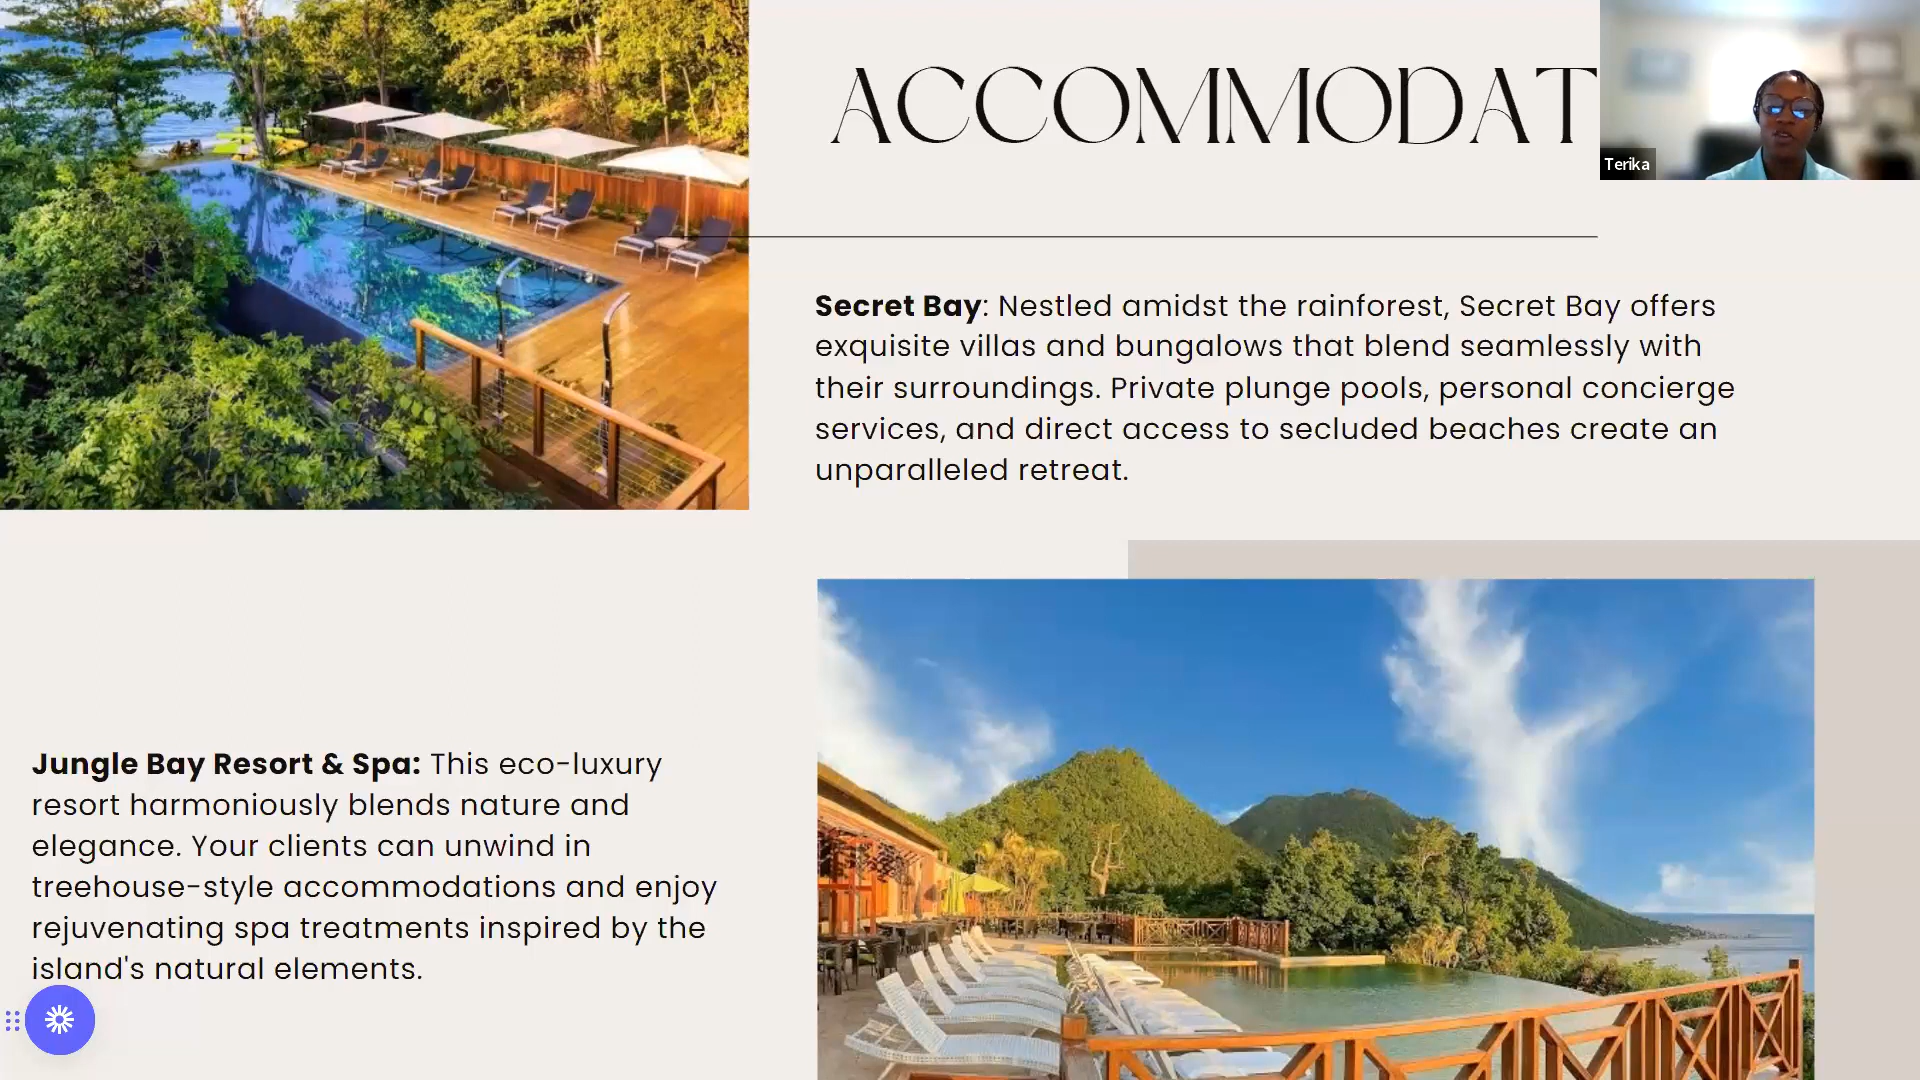 ACCOMMODAT
Terika
Secret Bay: Nestled amidst the rainforest, Secret Bay offers
exquisite villas and bungalows that blend seamlessly with
their surroundings. Private plunge pools, personal concierge
services, and direct access to secluded beaches create an
unparalleled retreat.
Jungle Bay Resort & Spa: This eco-luxury
resort harmoniously blends nature and
elegance. Your clients can unwind in
treehouse-style accommodations and enjoy
rejuvenating spa treatments inspired by the
island's natural elements.